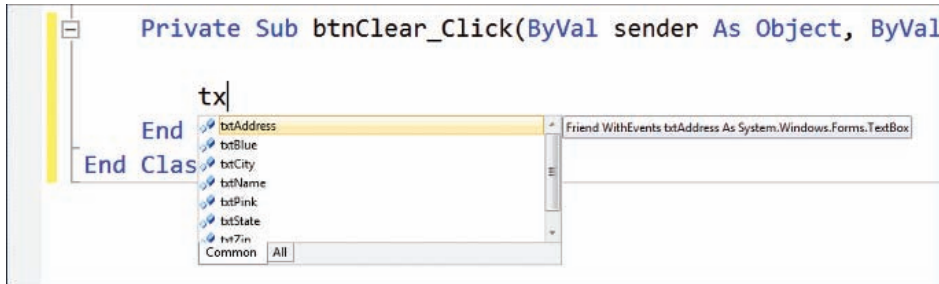 Private Sub btnClear_Click(ByVal sender As Object, ByVal
tx
End
txtAddress
Friend WithEvents txtAddress As System.Windows.Forms.TextBox
txtBlue
End Clas
txtCity
txtName
txtPink
txtState
txtZip
Common All